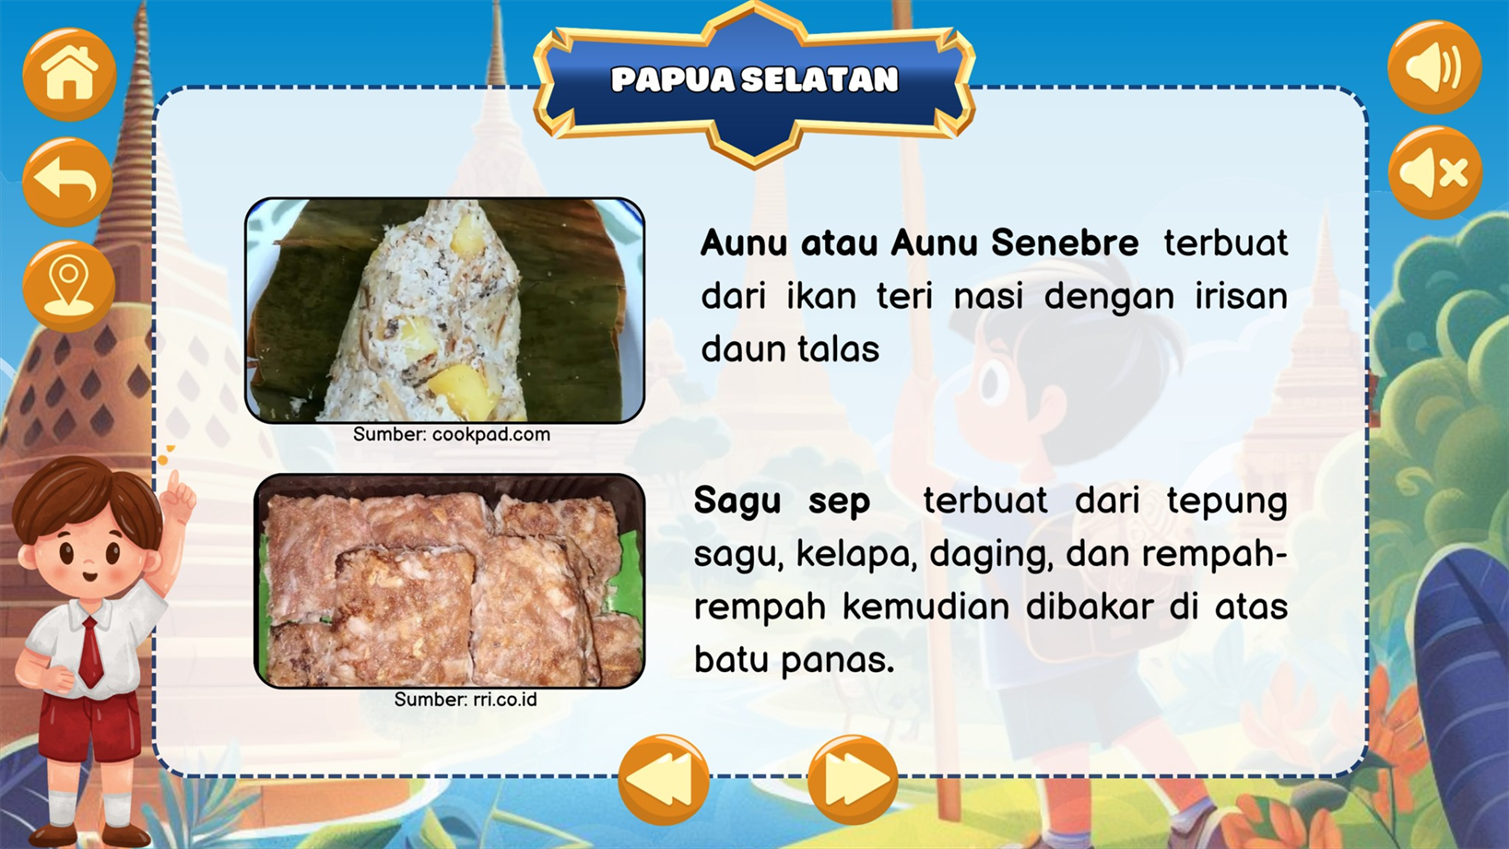 PAPUA SELATAN
Aunu atau Aunu Senebre terbuat
dari ikan teri nasi dengan irisan
daun talas
Sumber: cookpad.com
Sagu sep terbuat dari tepung
sagu, kelapa, daging, dan rempah-
rempah kemudian dibakar di atas
batu panas.
Sumber: rri.co.id